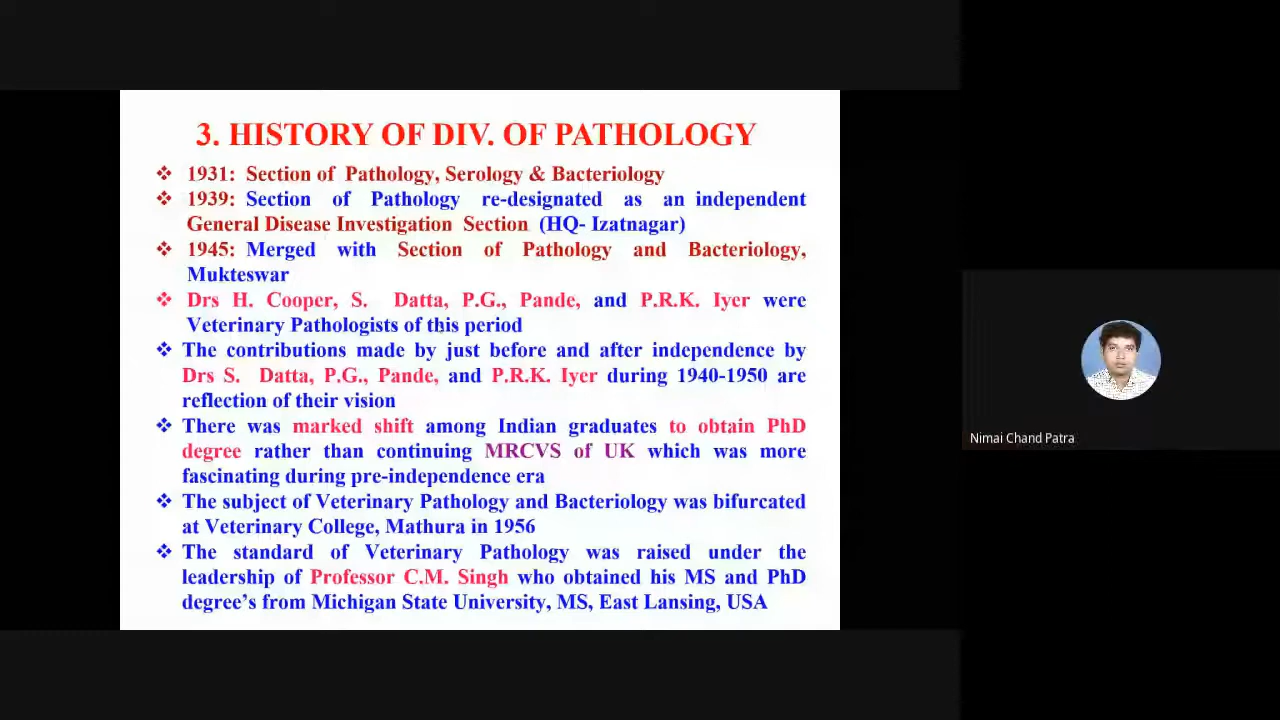 3. HISTORY OF DIV. OF PATHOLOGY
❖ 1931: Section of Pathology, Serology & Bacteriology
❖ 1939: Section of Pathology re-designated as an independent
General Disease Investigation Section (HQ- Izatnagar)
❖ 1945: Merged with Section of Pathology and Bacteriology,
Mukteswar
❖ Drs H. Cooper, S. Datta, P.G., Pande, and P.R.K. Iyer were
Veterinary Pathologists of this period
❖ The contributions made by just before and after independence by
Drs S. Datta, P.G., Pande, and P.R.K. Iyer during 1940-1950 are
reflection of their vision
❖ There was marked shift among Indian graduates to obtain PhD
degree rather than continuing MRCVS of UK which was more
fascinating during pre-independence era
❖ The subject of Veterinary Pathology and Bacteriology was bifurcated
at Veterinary College, Mathura in 1956
❖ The standard of Veterinary Pathology was raised under the
leadership of Professor C.M. Singh who obtained his MS and PhD
degree's from Michigan State University, MS, East Lansing, USA
Nimai Chand Patra